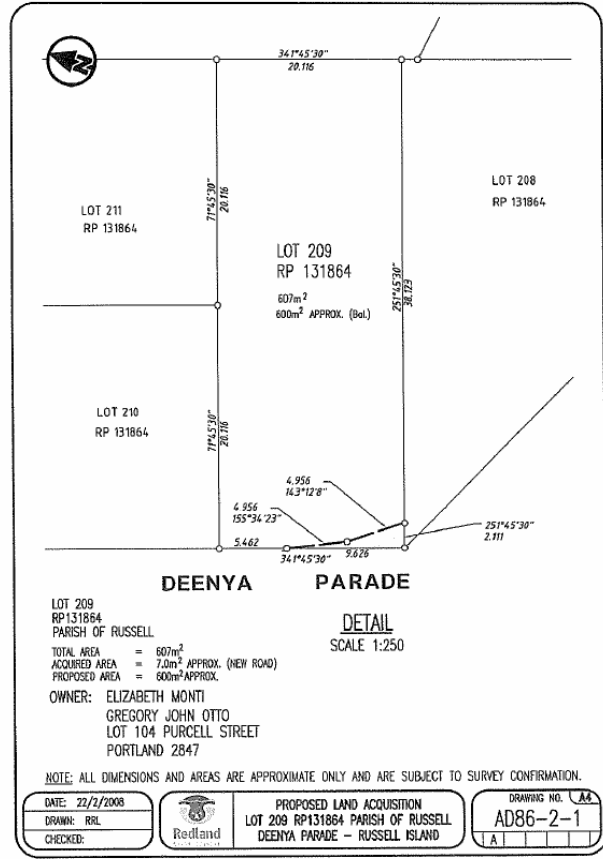 N
341°45'30"
20.116
LOT 211
RP 131864
71°45'30"
20.116
LOT 208
RP 131864
LOT 209
RP 131864
607m²
600m² APPROX. (Bal.)
251°45'30"
38.123
LOT 210
RP 131864
71°45'30"
20.116
4.956
143°12'8"
4.956
155°34'23"
251°45'30"
2.111
5.462
341°45'30"
9.626
DEENYA PARADE
LOT 209
RP131864
PARISH OF RUSSELL
DETAIL
SCALE 1:250
TOTAL AREA = 607m²
ACQUIRED AREA = 7.0m² APPROX. (NEW ROAD)
PROPOSED AREA = 600m² APPROX.
OWNER: ELIZABETH MONTI
GREGORY JOHN OTTO
LOT 104 PURCELL STREET
PORTLAND 2847
NOTE: ALL DIMENSIONS AND AREAS ARE APPROXIMATE ONLY AND ARE SUBJECT TO SURVEY CONFIRMATION.
DATE: 22/2/2008
DRAWN: RRL
CHECKED:
Redland
PROPOSED LAND ACQUISITION
LOT 209 RP131864 PARISH OF RUSSELL
DEENYA PARADE - RUSSELL ISLAND
DRAWING NO. A4
AD86-2-1
A